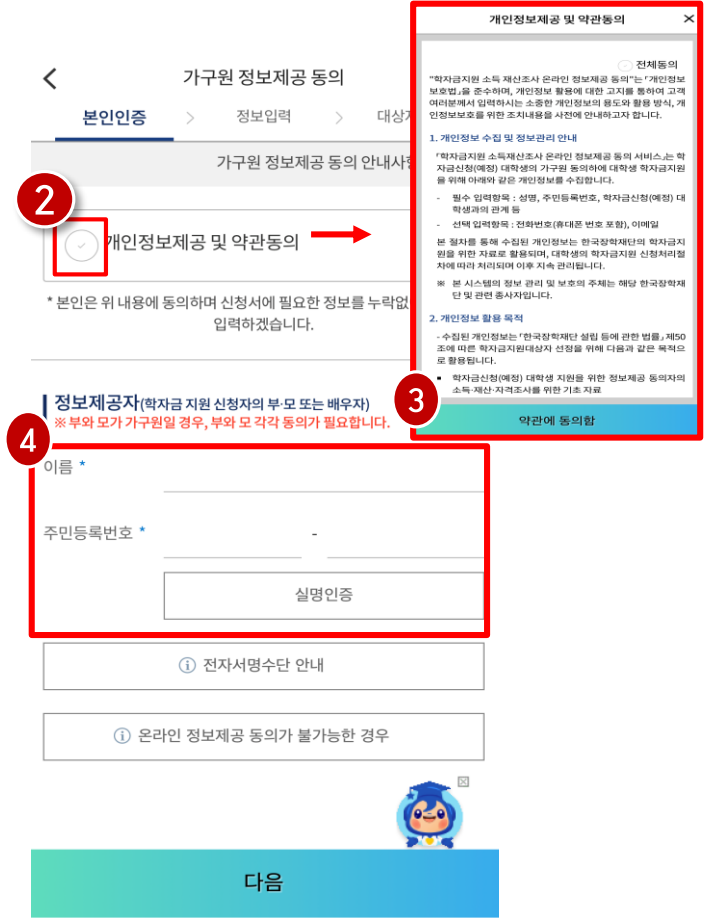 가구원 정보제공 동의
본인인증 > 정보입력 > 대상
가구원 정보제공 동의 안내사
2
개인정보제공 및 약관동의
* 본인은 위 내용에 동의하며 신청서에 필요한 정보를 누락없
입력하겠습니다.
정보제공자(학자금 지원 신청자의 부·모 또는 배우자)
※ 부와 모가 가구원일 경우, 부와 모 각각 동의가 필요합니다.
4
이름 *
주민등록번호 *
-
실명인증
전자서명수단 안내
온라인 정보제공 동의가 불가능한 경우
다음
개인정보제공 및 약관동의
전체동의
"학자금지원 소득 재산조사 온라인 정보제공 동의"는 「개인정보
보호법」을 준수하며, 개인정보 활용에 대한 고지를 통하여 고객
여러분께서 입력하시는 소중한 개인정보의 용도와 활용 방식, 개
인정보보호를 위한 조치내용을 사전에 안내하고자 합니다.
1. 개인정보 수집 및 정보관리 안내
「학자금지원 소득재산조사 온라인 정보제공 동의 서비스」는 학
자금신청(예정) 대학생의 가구원 동의하에 대학생 학자금지원
을 위해 아래와 같은 개인정보를 수집합니다.
- 필수 입력항목 : 성명, 주민등록번호, 학자금신청(예정) 대
학생과의 관계 등
- 선택 입력항목 : 전화번호(휴대폰 번호 포함), 이메일
본 절차를 통해 수집된 개인정보는 한국장학재단의 학자금지
원을 위한 자료로 활용되며, 대학생의 학자금지원 신청처리절
차에 따라 처리되며 이후 지속 관리됩니다.
※ 본 시스템의 정보 관리 및 보호의 주체는 해당 한국장학재
단 및 관련 종사자입니다.
2. 개인정보 활용 목적
- 수집된 개인정보는 「한국장학재단 설립 등에 관한 법률」 제50
조에 따른 학자금지원대상자 선정을 위해 다음과 같은 목적으
로 활용됩니다.
▪ 학자금신청(예정) 대학생 지원을 위한 정보제공 동의자의
소득·재산·자격조사를 위한 기초 자료
3
약관에 동의함